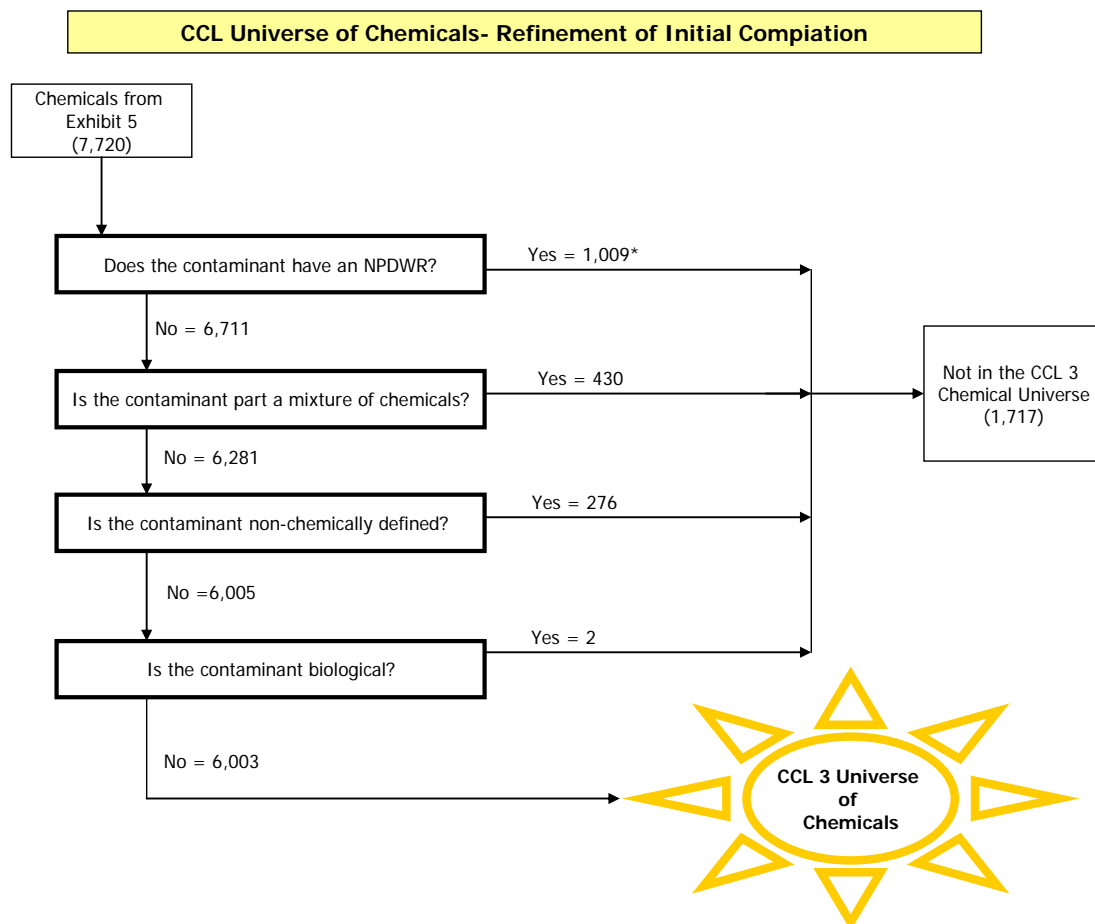 CCL Universe of Chemicals- Refinement of Initial Compiation
Chemicals from
Exhibit 5
(7,720)
Does the contaminant have an NPDWR?
Yes = 1,009*
No = 6,711
Is the contaminant part a mixture of chemicals?
Yes = 430
Not in the CCL 3
Chemical Universe
(1,717)
No = 6,281
Is the contaminant non-chemically defined?
Yes = 276
No =6,005
Is the contaminant biological?
Yes = 2
No = 6,003
CCL 3 Universe
of
Chemicals